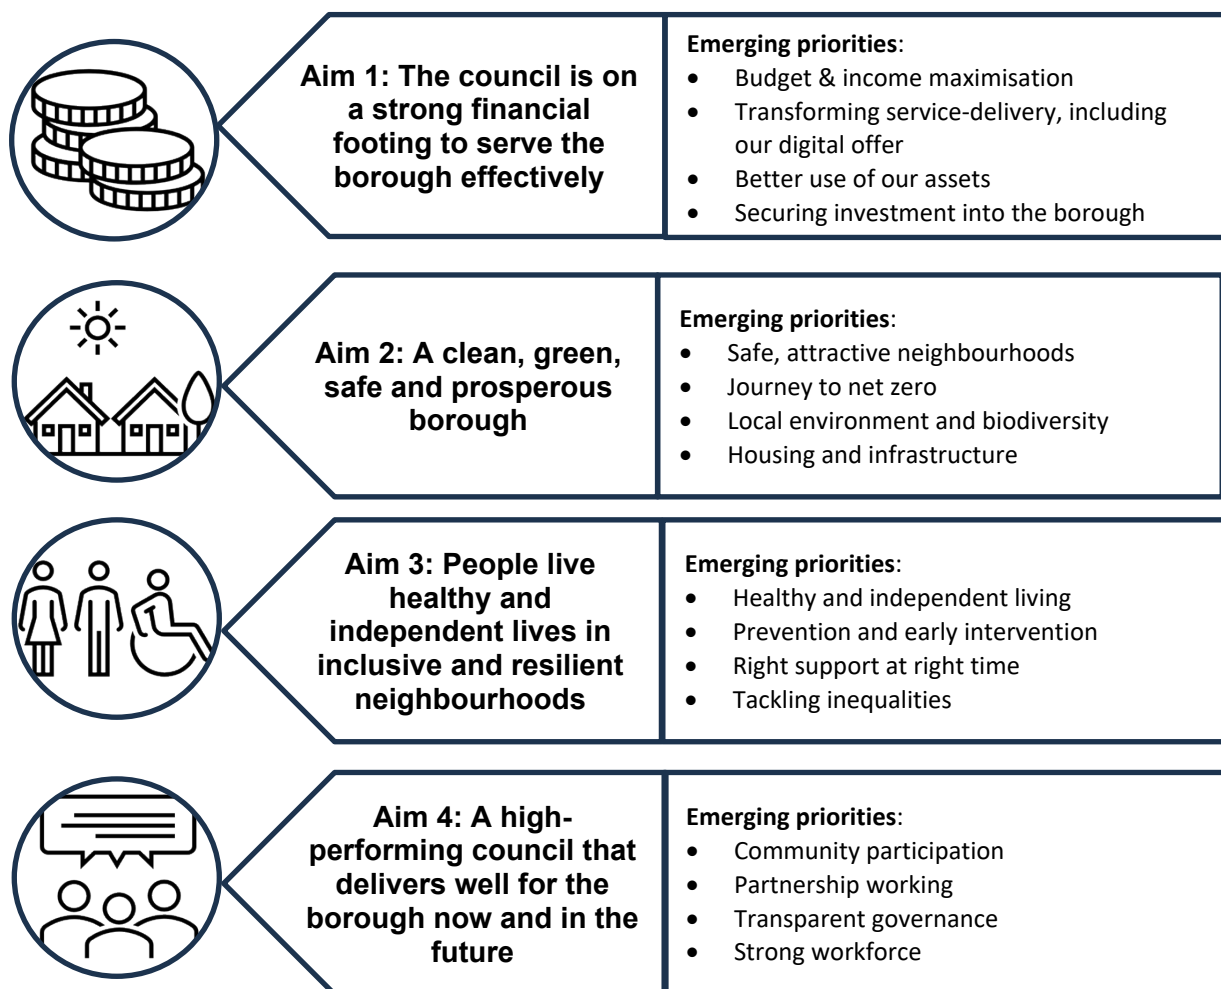 Aim 1: The council is on
a strong financial
footing to serve the
borough effectively
Emerging priorities:
• Budget & income maximisation
• Transforming service-delivery, including
our digital offer
• Better use of our assets
• Securing investment into the borough
Aim 2: A clean, green,
safe and prosperous
borough
Emerging priorities:
• Safe, attractive neighbourhoods
• Journey to net zero
• Local environment and biodiversity
• Housing and infrastructure
Aim 3: People live
healthy and
independent lives in
inclusive and resilient
neighbourhoods
Emerging priorities:
• Healthy and independent living
• Prevention and early intervention
• Right support at right time
• Tackling inequalities
Aim 4: A high-
performing council that
delivers well for the
borough now and in the
future
Emerging priorities:
• Community participation
• Partnership working
• Transparent governance
• Strong workforce